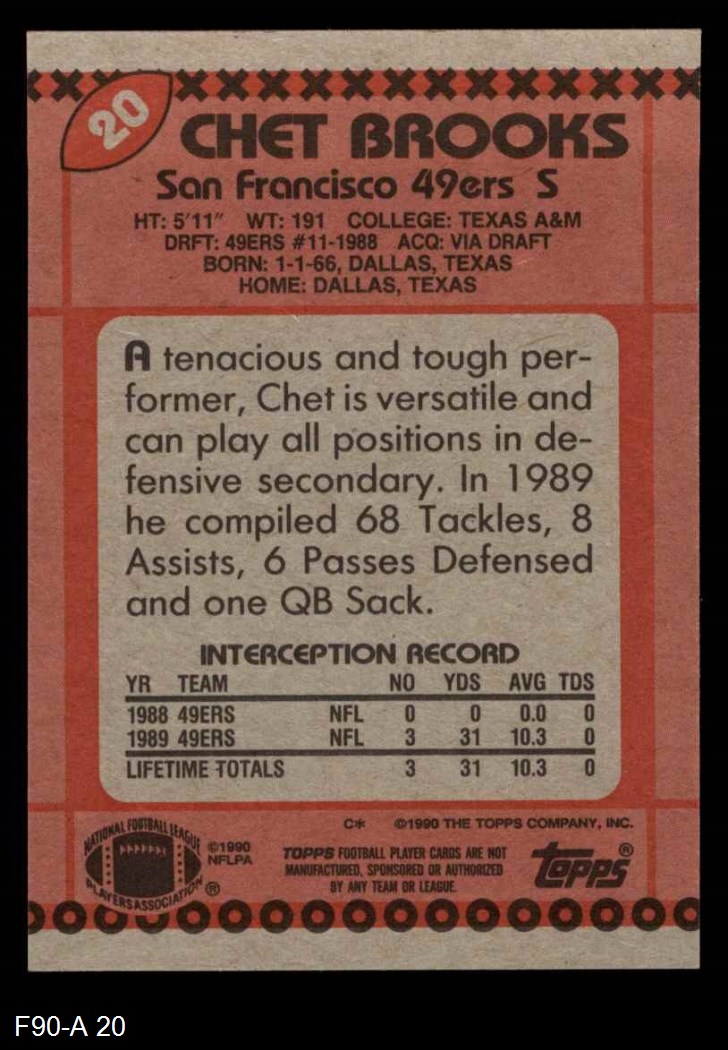 20
CHET BROOKS
San Francisco 49ers S
HT: 5'11" WT: 191 COLLEGE: TEXAS A&M
DRFT: 49ERS #11-1988 ACQ: VIA DRAFT
BORN: 1-1-66, DALLAS, TEXAS
HOME: DALLAS, TEXAS
A tenacious and tough per-
former, Chet is versatile and
can play all positions in de-
fensive secondary. In 1989
he compiled 68 Tackles, 8
Assists, 6 Passes Defensed
and one QB Sack.
INTERCEPTION RECORD
YR TEAM NO YDS AVG TDS
1988 49ERS NFL 0 0 0.0 0
1989 49ERS NFL 3 31 10.3 0
LIFETIME TOTALS 3 31 10.3 0
C* ©1990 THE TOPPS COMPANY, INC.
NATIONAL FOOTBALL LEAGUE
PLAYERS ASSOCIATION ®
©1990
NFLPA
TOPPS FOOTBALL PLAYER CARDS ARE NOT
MANUFACTURED, SPONSORED OR AUTHORIZED
BY ANY TEAM OR LEAGUE.
topps®
F90-A 20